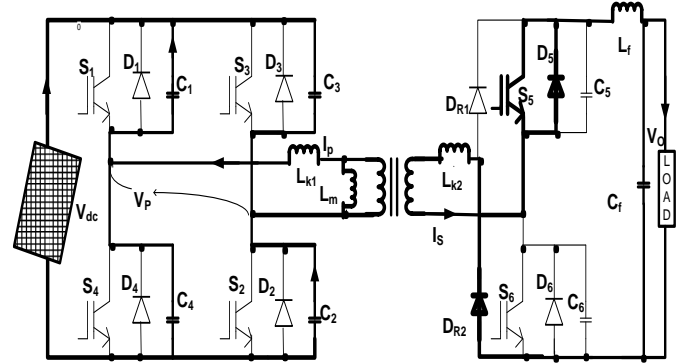 S1 D1 C1 S3 D3 C3
DR1 S5 D5 C5 Lf
Vdc VP Lk1 Ip Lm Lk2 IS Cf VO LOAD
S4 D4 C4 S2 D2 C2
DR2 S6 D6 C6